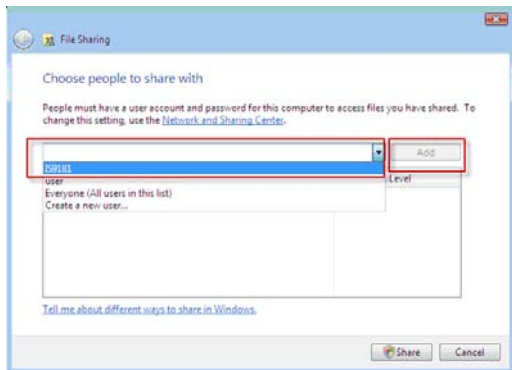 File Sharing
Choose people to share with
People must have a user account and password for this computer to access files you have shared. To
change this setting, use the Network and Sharing Center.
Add
IS9181
Level
user
Everyone (All users in this list)
Create a new user...
Tell me about different ways to share in Windows.
Share
Cancel